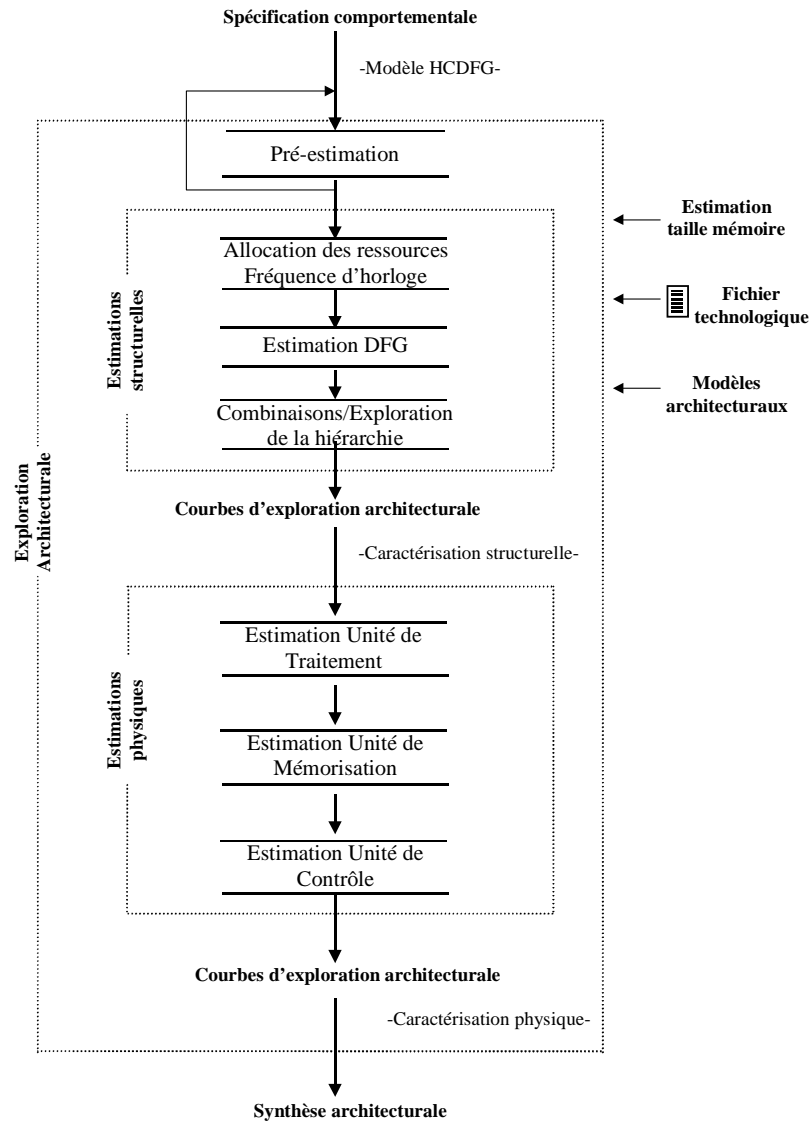 Spécification comportementale
-Modèle HCDFG-
Pré-estimation
Estimation
taille mémoire
Allocation des ressources
Fréquence d’horloge
Fichier
technologique
Estimations
structurelles
Estimation DFG
Modèles
architecturaux
Combinaisons/Exploration
de la hiérarchie
Exploration
Architecturale
Courbes d’exploration architecturale
-Caractérisation structurelle-
Estimation Unité de
Traitement
Estimations
physiques
Estimation Unité de
Mémorisation
Estimation Unité de
Contrôle
Courbes d’exploration architecturale
-Caractérisation physique-
Synthèse architecturale